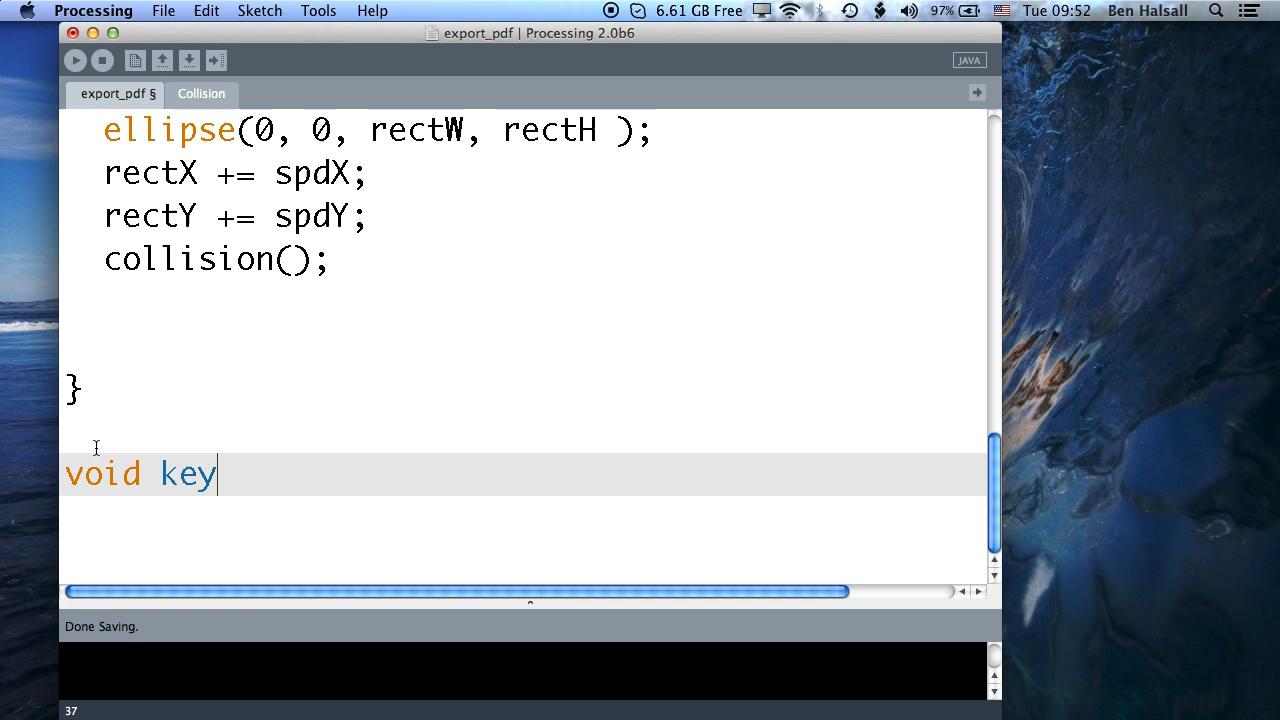 Processing File Edit Sketch Tools Help 6.61 GB Free 97% Tue 09:52 Ben Halsall
export_pdf | Processing 2.0b6
JAVA
export_pdf § Collision
ellipse(0, 0, rectW, rectH );
rectX += spdX;
rectY += spdY;
collision();
}
void key
Done Saving.
37